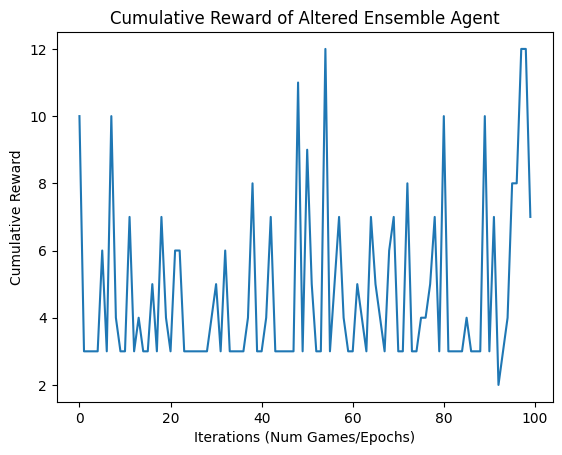 Cumulative Reward of Altered Ensemble Agent
12
10
8
6
4
2
Cumulative Reward
0 20 40 60 80 100
Iterations (Num Games/Epochs)